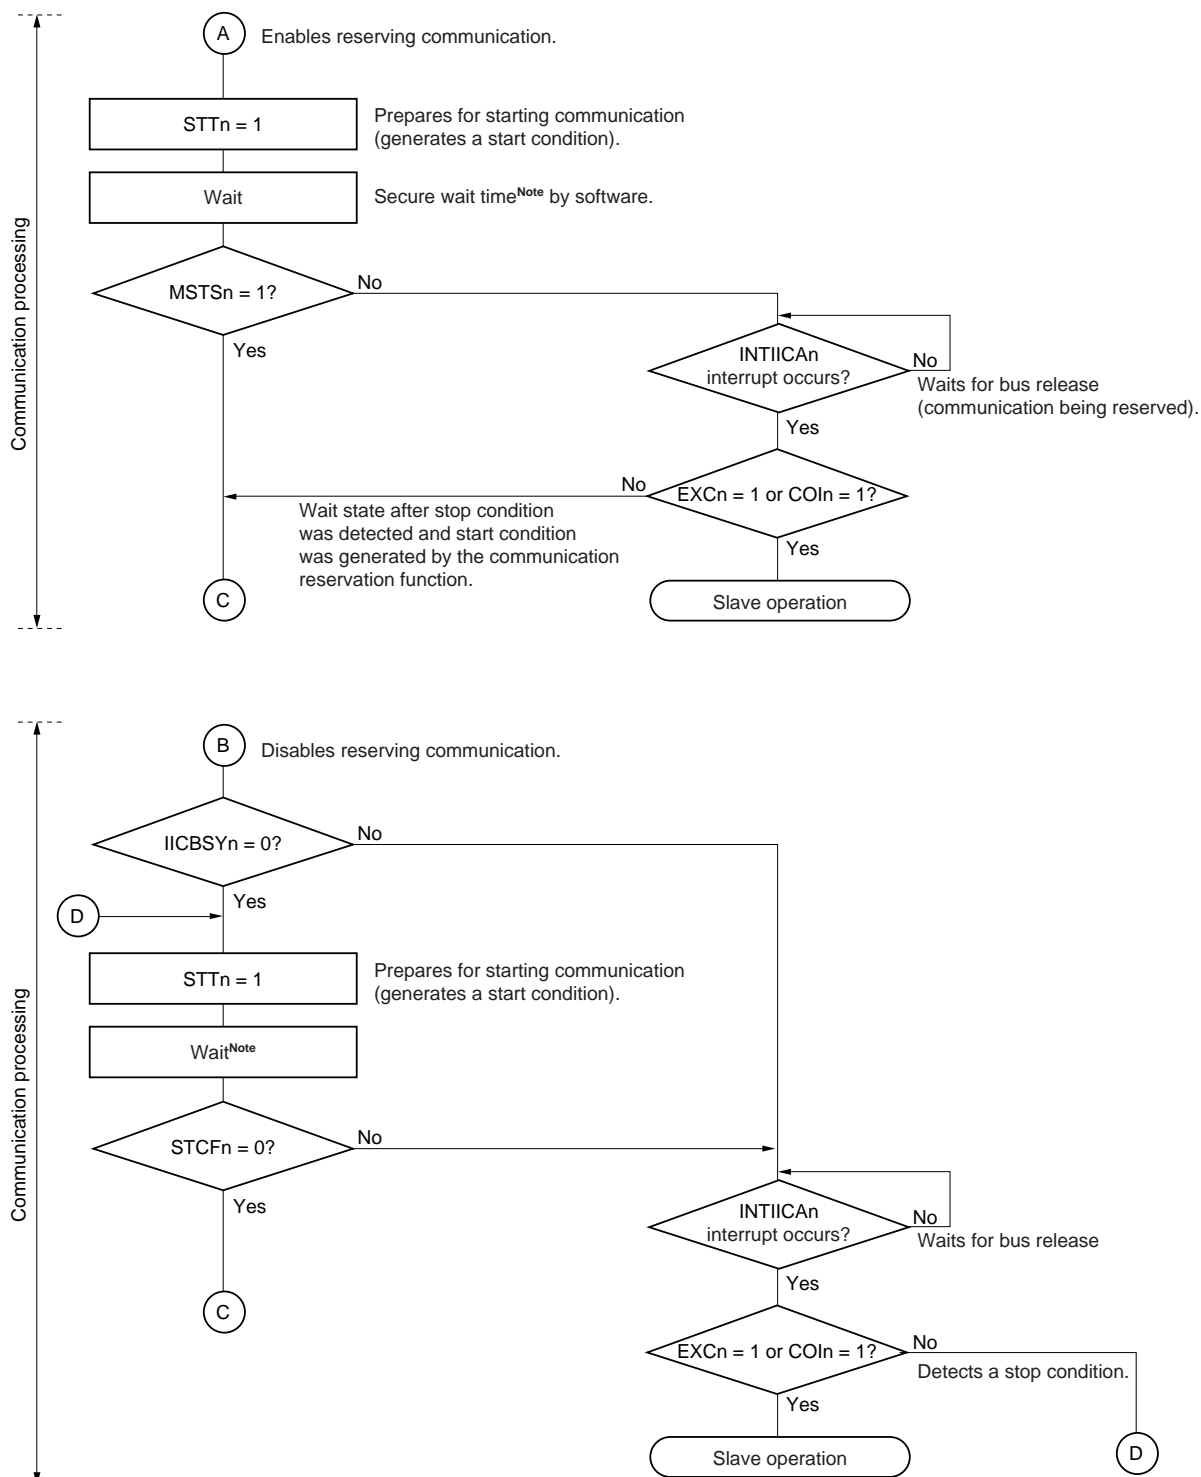 A
Enables reserving communication.
STTn = 1
Prepares for starting communication
(generates a start condition).
Wait
Secure wait timeNote by software.
MSTSn = 1?
No
Yes
INTIICAn
interrupt occurs?
No
Waits for bus release
(communication being reserved).
Yes
EXCn = 1 or COIn = 1?
No
Wait state after stop condition
was detected and start condition
was generated by the communication
reservation function.
Yes
C
Slave operation
Communication processing
B
Disables reserving communication.
IICBSYn = 0?
No
Yes
D
STTn = 1
Prepares for starting communication
(generates a start condition).
WaitNote
STCFn = 0?
No
Yes
INTIICAn
interrupt occurs?
No
Waits for bus release
Yes
C
EXCn = 1 or COIn = 1?
No
Detects a stop condition.
Yes
Slave operation
D
Communication processing